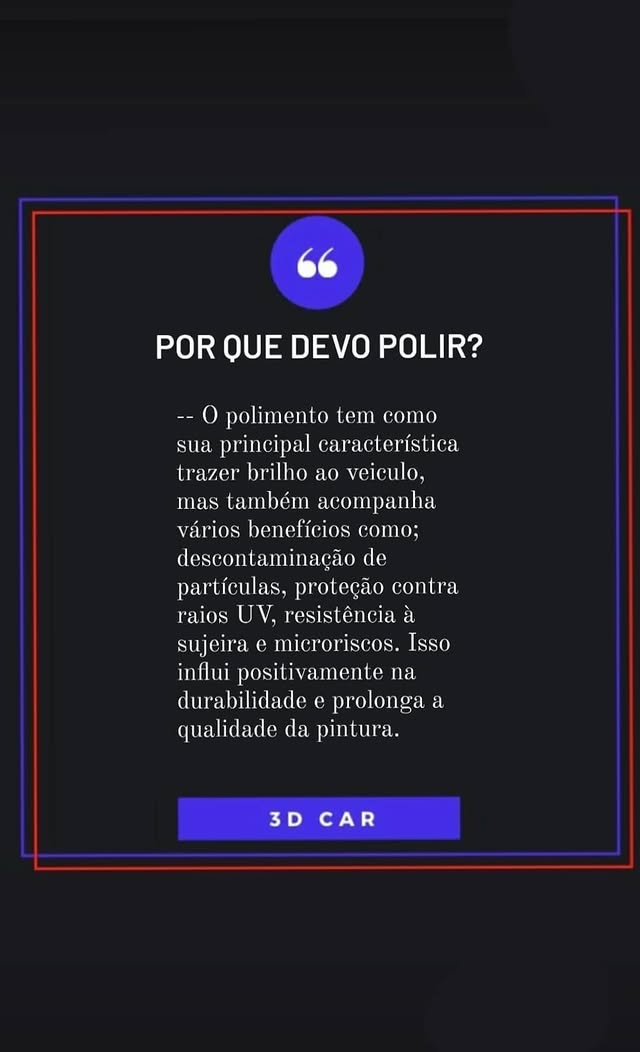 POR QUE DEVO POLIR?
-- O polimento tem como
sua principal característica
trazer brilho ao veiculo,
mas também acompanha
vários benefícios como;
descontaminação de
partículas, proteção contra
raios UV, resistência à
sujeira e microriscos. Isso
influi positivamente na
durabilidade e prolonga a
qualidade da pintura.
3D CAR